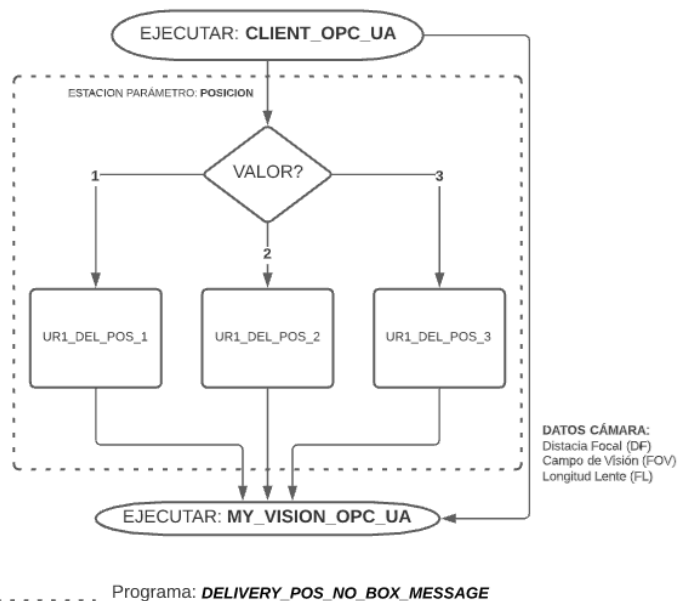 EJECUTAR: CLIENT_OPC_UA
ESTACION PARÁMETRO: POSICION
VALOR?
1
3
2
UR1_DEL_POS_1
UR1_DEL_POS_2
UR1_DEL_POS_3
DATOS CÁMARA:
Distacia Focal (DF)
Campo de Visión (FOV)
Longitud Lente (FL)
EJECUTAR: MY_VISION_OPC_UA
Programa: DELIVERY_POS_NO_BOX_MESSAGE